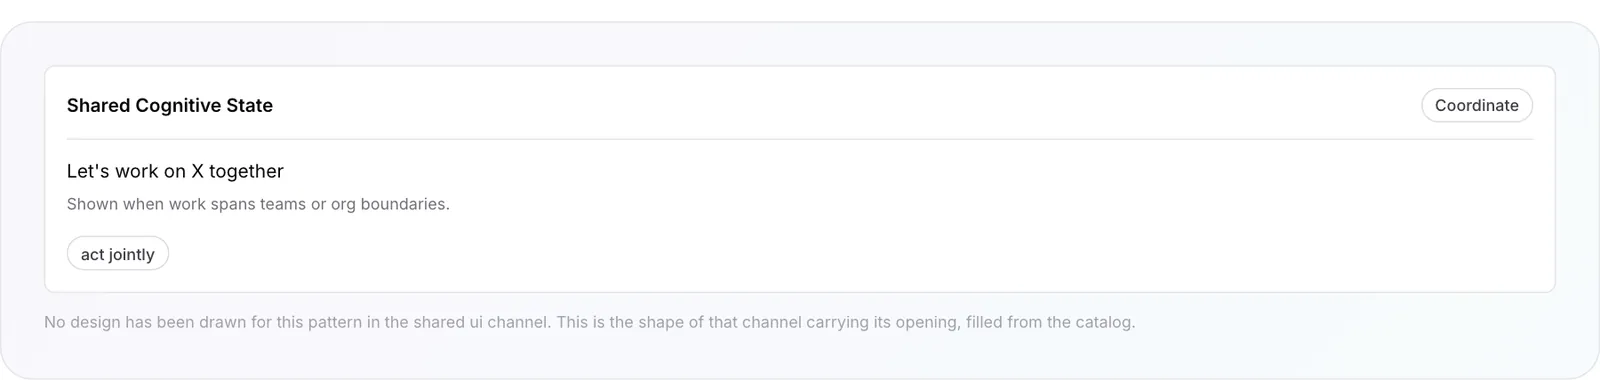 Shared Cognitive State
Coordinate
Let's work on X together
Shown when work spans teams or org boundaries.
act jointly
No design has been drawn for this pattern in the shared ui channel. This is the shape of that channel carrying its opening, filled from the catalog.